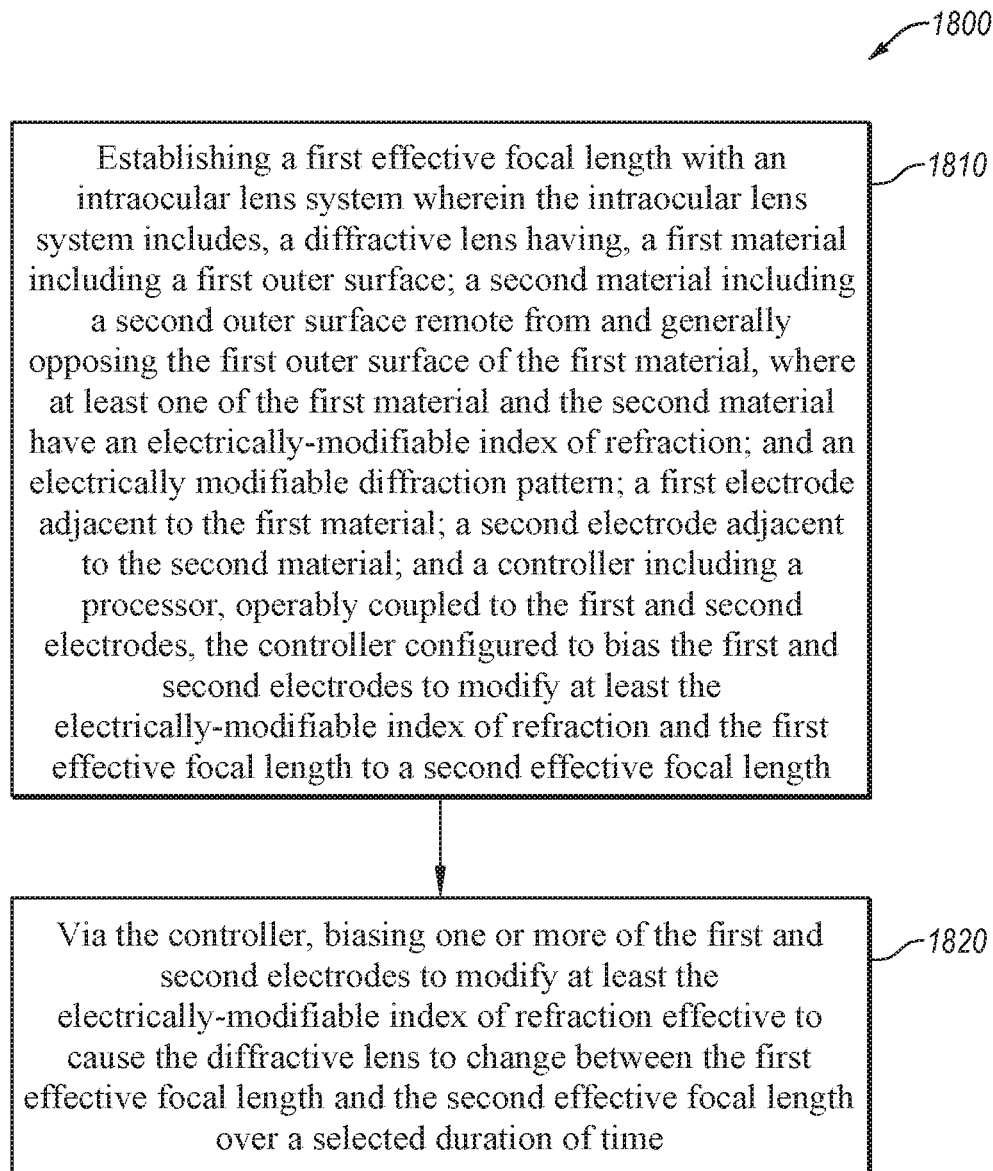 1800
Establishing a first effective focal length with an
intraocular lens system wherein the intraocular lens
system includes, a diffractive lens having, a first material
including a first outer surface; a second material including
a second outer surface remote from and generally
opposing the first outer surface of the first material, where
at least one of the first material and the second material
have an electrically-modifiable index of refraction; and an
electrically modifiable diffraction pattern; a first electrode
adjacent to the first material; a second electrode adjacent
to the second material; and a controller including a
processor, operably coupled to the first and second
electrodes, the controller configured to bias the first and
second electrodes to modify at least the
electrically-modifiable index of refraction and the first
effective focal length to a second effective focal length
1810
Via the controller, biasing one or more of the first and
second electrodes to modify at least the
electrically-modifiable index of refraction effective to
cause the diffractive lens to change between the first
effective focal length and the second effective focal length
over a selected duration of time
1820